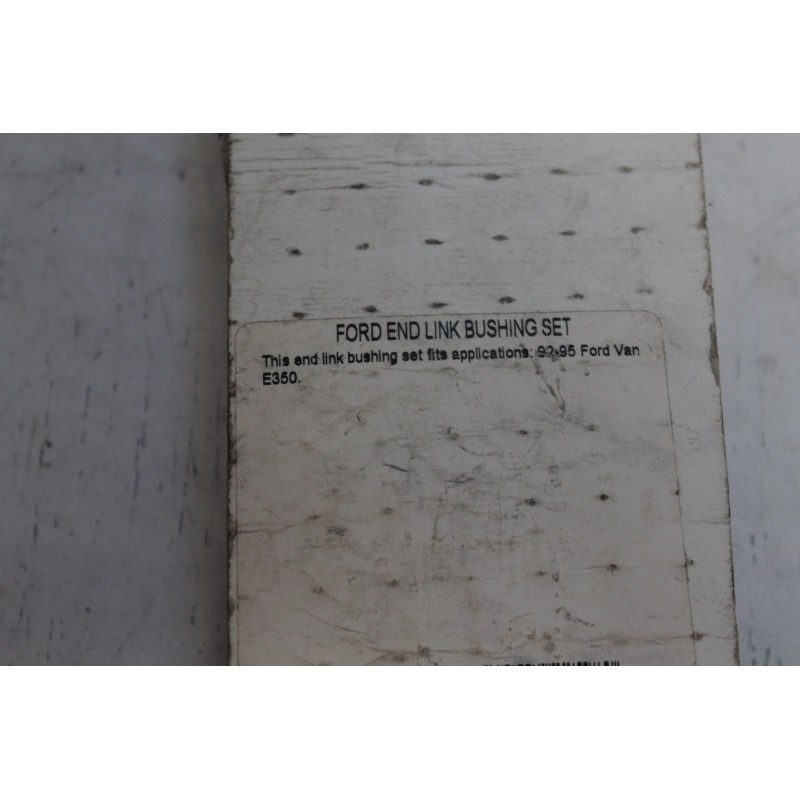 FORD END LINK BUSHING SET
This end link bushing set fits applications: 92-95 Ford Van
E350.